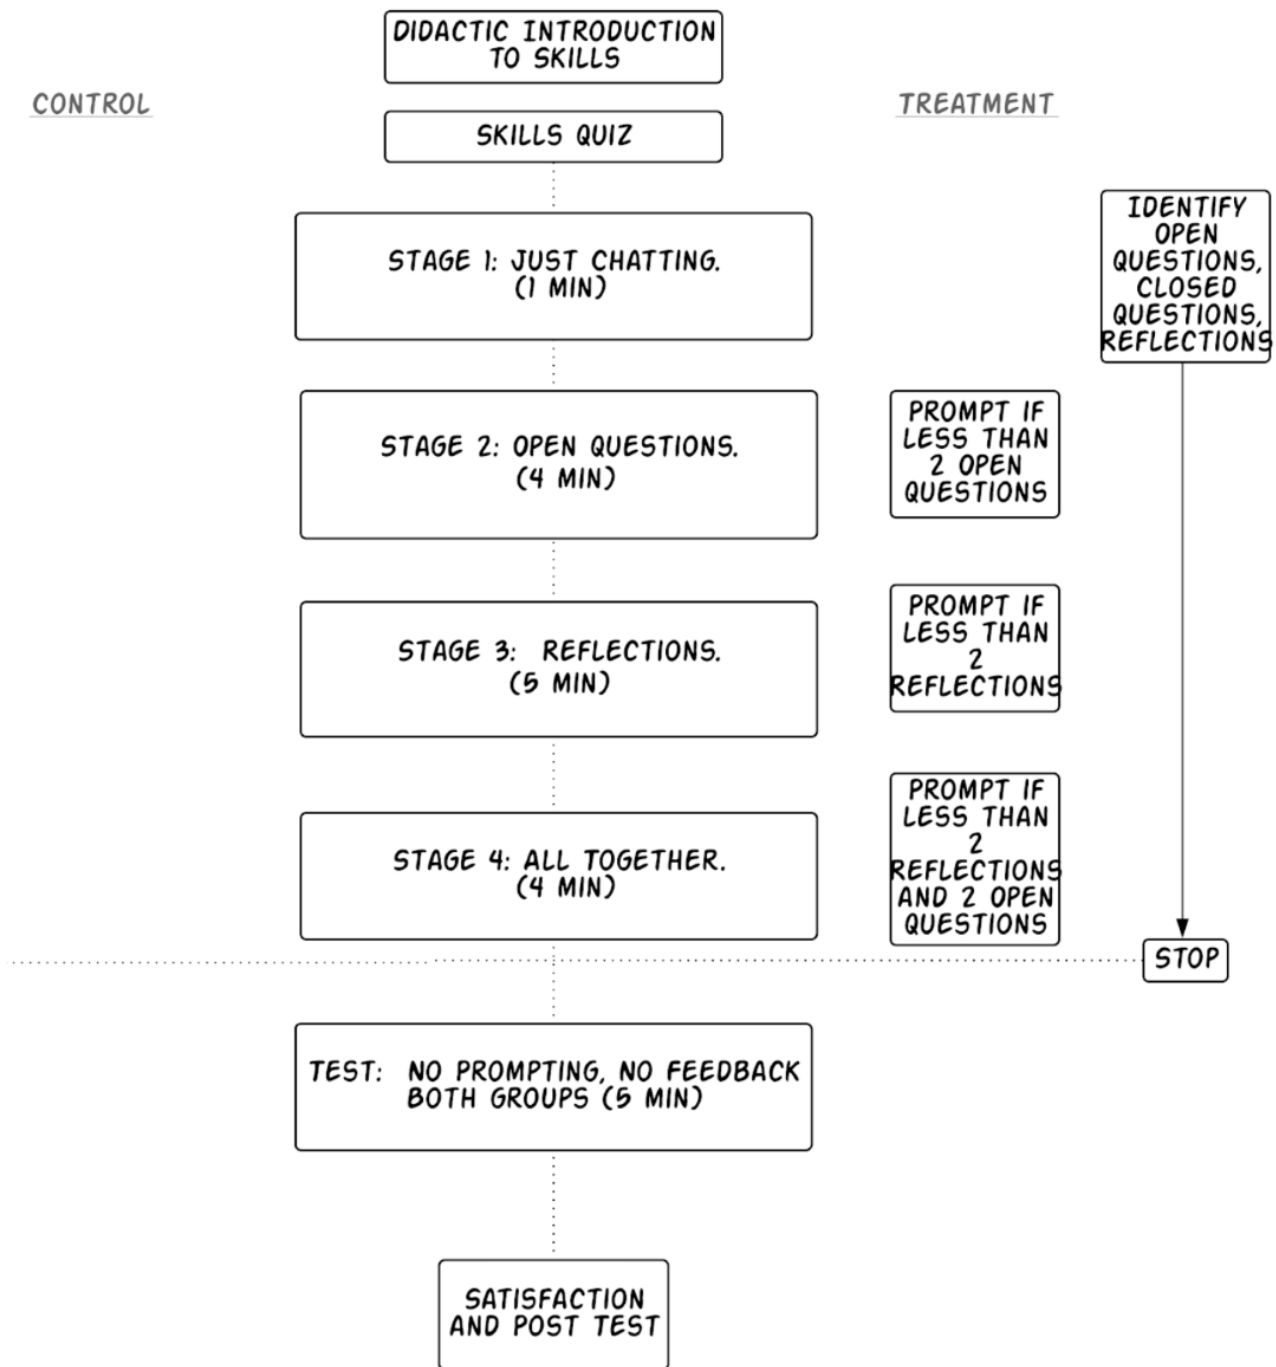 DIDACTIC INTRODUCTION
TO SKILLS
CONTROL
TREATMENT
SKILLS QUIZ
IDENTIFY
OPEN
QUESTIONS,
CLOSED
QUESTIONS,
REFLECTIONS
STAGE 1: JUST CHATTING.
(1 MIN)
STAGE 2: OPEN QUESTIONS.
(4 MIN)
PROMPT IF
LESS THAN
2 OPEN
QUESTIONS
STAGE 3: REFLECTIONS.
(5 MIN)
PROMPT IF
LESS THAN
2
REFLECTIONS
STAGE 4: ALL TOGETHER.
(4 MIN)
PROMPT IF
LESS THAN
2
REFLECTIONS
AND 2 OPEN
QUESTIONS
STOP
TEST: NO PROMPTING, NO FEEDBACK
BOTH GROUPS (5 MIN)
SATISFACTION
AND POST TEST